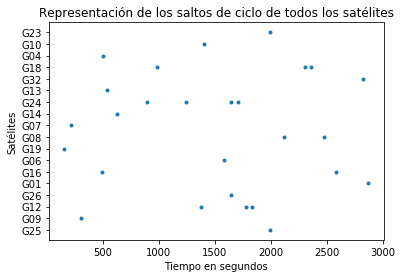 Representación de los saltos de ciclo de todos los satélites
Satélites
G23
G10
G04
G18
G32
G13
G24
G14
G07
G08
G19
G06
G16
G01
G26
G12
G09
G25
500 1000 1500 2000 2500 3000
Tiempo en segundos